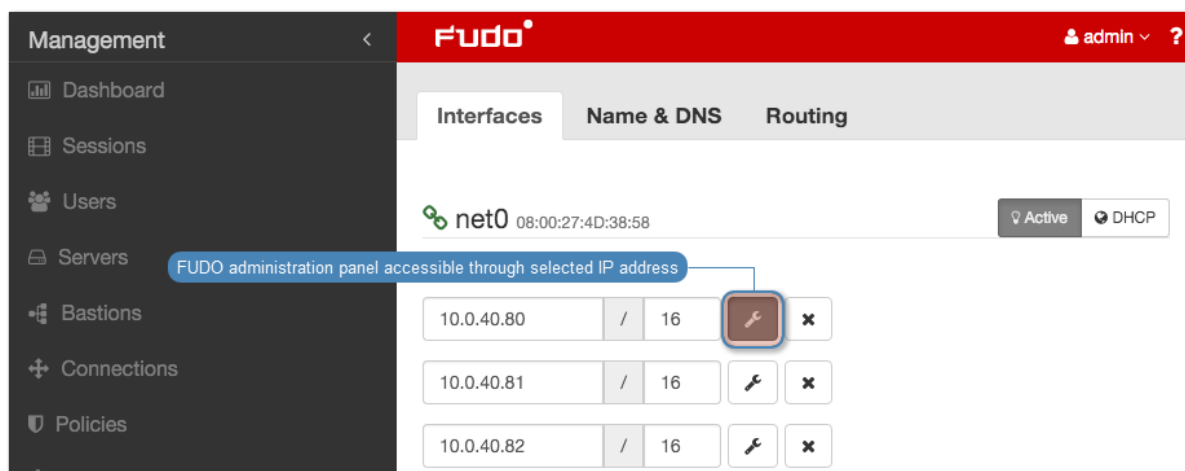 Management
FUDO
admin
?
Dashboard
Interfaces Name & DNS Routing
Sessions
Users
net0 08:00:27:4D:38:58
Active DHCP
Servers
FUDO administration panel accessible through selected IP address
Bastions
10.0.40.80 / 16
Connections
10.0.40.81 / 16
Policies
10.0.40.82 / 16